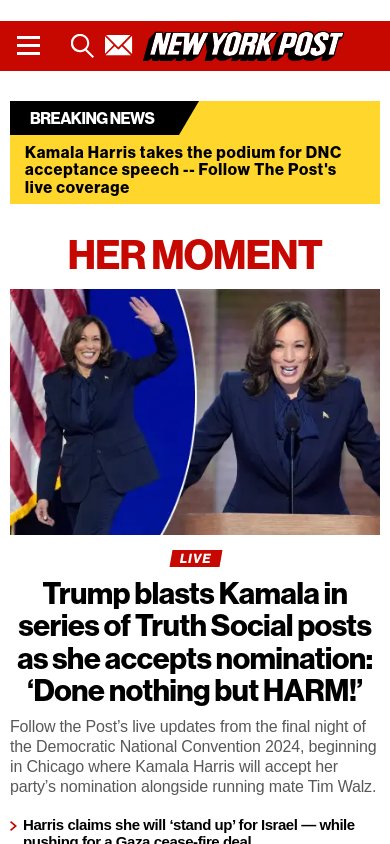 NEW YORK POST
BREAKING NEWS
Kamala Harris takes the podium for DNC
acceptance speech -- Follow The Post's
live coverage
HER MOMENT
LIVE
Trump blasts Kamala in
series of Truth Social posts
as she accepts nomination:
‘Done nothing but HARM!’
Follow the Post’s live updates from the final night of
the Democratic National Convention 2024, beginning
in Chicago where Kamala Harris will accept her
party’s nomination alongside running mate Tim Walz.
Harris claims she will ‘stand up’ for Israel — while
pushing for a Gaza cease-fire deal